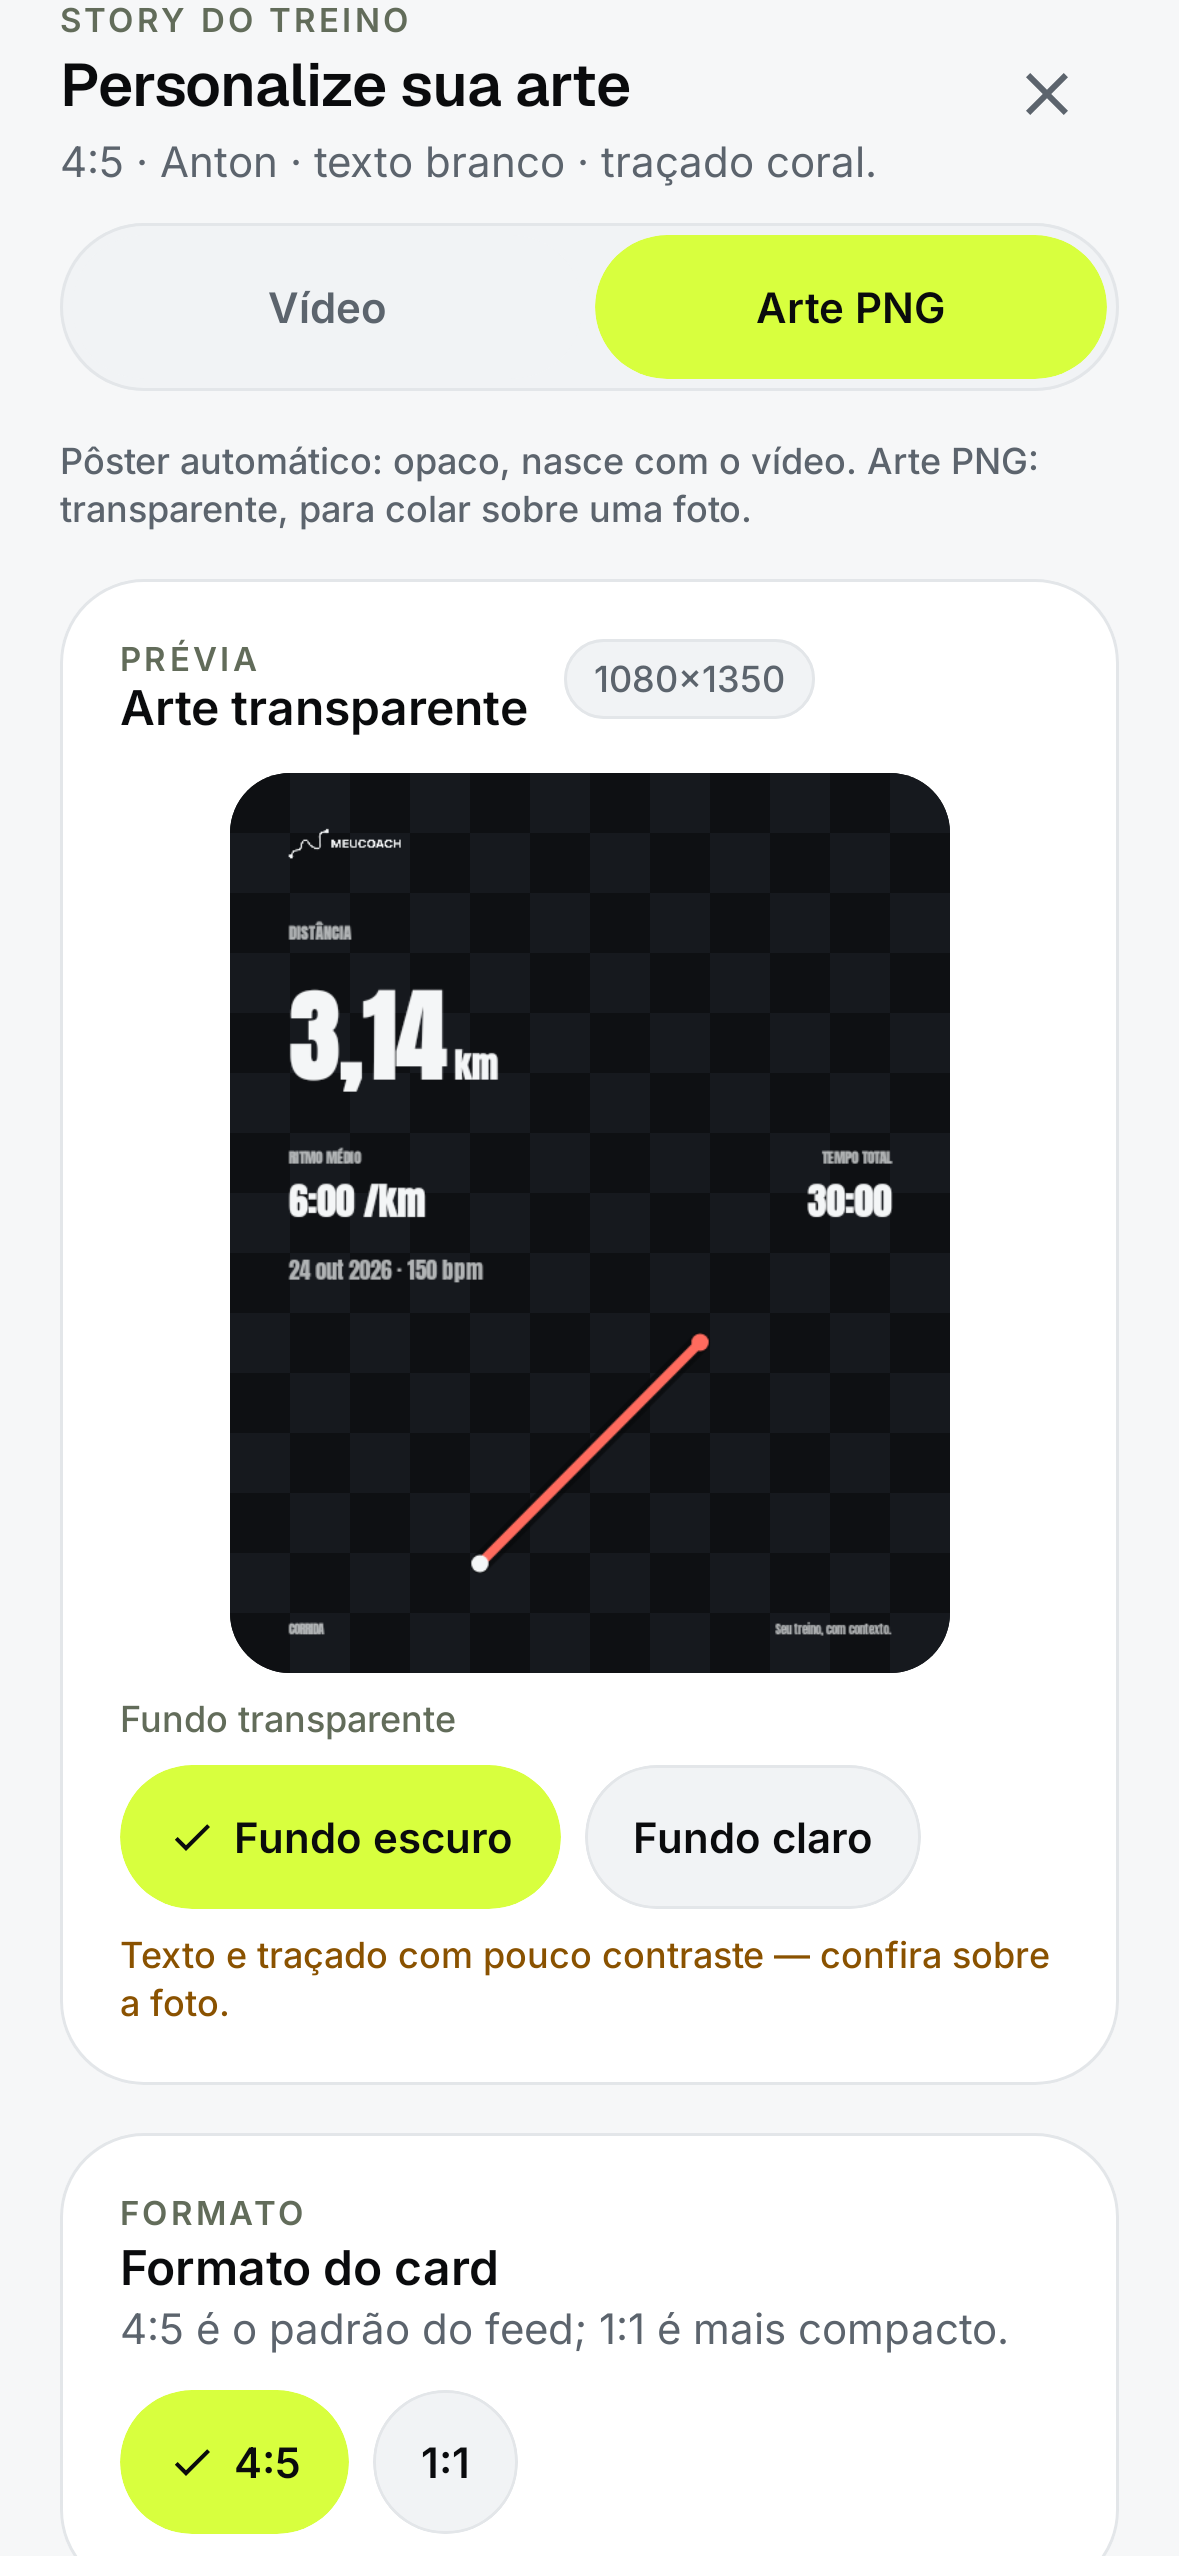 STORY DO TREINO
Personalize sua arte
4:5 · Anton · texto branco · traçado coral.
Vídeo
Arte PNG
Pôster automático: opaco, nasce com o vídeo. Arte PNG:
transparente, para colar sobre uma foto.
PRÉVIA
Arte transparente
1080×1350
MEUCOACH
DISTÂNCIA
3,14 km
RITMO MÉDIO
TEMPO TOTAL
6:00 /km
30:00
24 out 2026 · 150 bpm
CORRIDA
Seu treino, com contexto.
Fundo transparente
Fundo escuro
Fundo claro
Texto e traçado com pouco contraste — confira sobre
a foto.
FORMATO
Formato do card
4:5 é o padrão do feed; 1:1 é mais compacto.
4:5
1:1